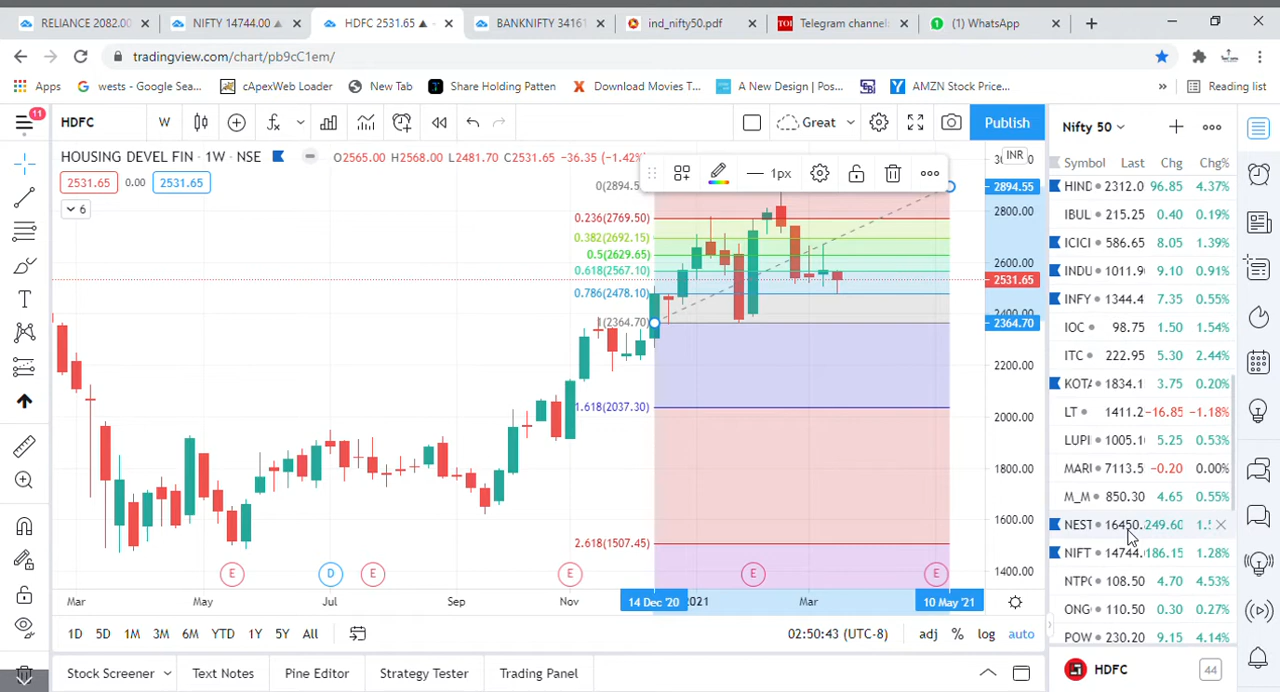 RELIANCE 2082.00
NIFTY 14744.00 ▲
HDFC 2531.65 ▲
BANKNIFTY 34161
ind_nifty50.pdf
TOI Telegram channel
(1) WhatsApp
tradingview.com/chart/pb9cC1em/
Apps
wests - Google Sea...
cApexWeb Loader
New Tab
Share Holding Patten
Download Movies T...
A New Design | Pos...
AMZN Stock Price...
»
Reading list
11
HDFC
W
Great
Publish
Nifty 50
HOUSING DEVEL FIN · 1W · NSE
O2565.00 H2568.00 L2481.70 C2531.65 −36.35 (−1.42%)
INR
2531.65 0.00 2531.65
6
1px
Symbol Last Chg Chg%
HIND 2312.0 96.85 4.37%
IBUL 215.25 0.40 0.19%
ICICI 586.65 8.05 1.39%
INDU 1011.9 9.10 0.91%
INFY 1344.4 7.35 0.55%
IOC 98.75 1.50 1.54%
ITC 222.95 5.30 2.44%
KOTA 1834.1 3.75 0.20%
LT 1411.2 -16.85 -1.18%
LUPI 1005.1 5.25 0.53%
MARI 7113.5 -0.20 0.00%
M_M 850.30 4.65 0.55%
NEST 16450. 249.60
NIFT 14744. 186.15 1.28%
NTPC 108.50 4.70 4.53%
ONG 110.50 0.30 0.27%
POW 230.20 9.15 4.14%
0(2894.55)
0.236(2769.50)
0.382(2692.15)
0.5(2629.65)
0.618(2567.10)
0.786(2478.10)
1(2364.70)
1.618(2037.30)
2.618(1507.45)
2894.55
2800.00
2600.00
2531.65
2400.00
2364.70
2200.00
2000.00
1800.00
1600.00
1400.00
E D E E E E
Mar May Jul Sep Nov 14 Dec '20 2021 Mar 10 May '21
1D 5D 1M 3M 6M YTD 1Y 5Y All
02:50:43 (UTC-8) adj % log auto
Stock Screener Text Notes Pine Editor Strategy Tester Trading Panel
HDFC 44